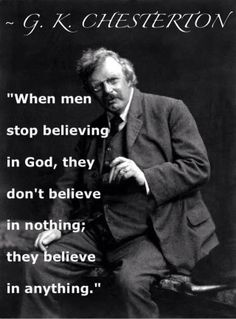 ~ G. K. CHESTERTON
"When men
stop believing
in God, they
don't believe
in nothing;
they believe
in anything."